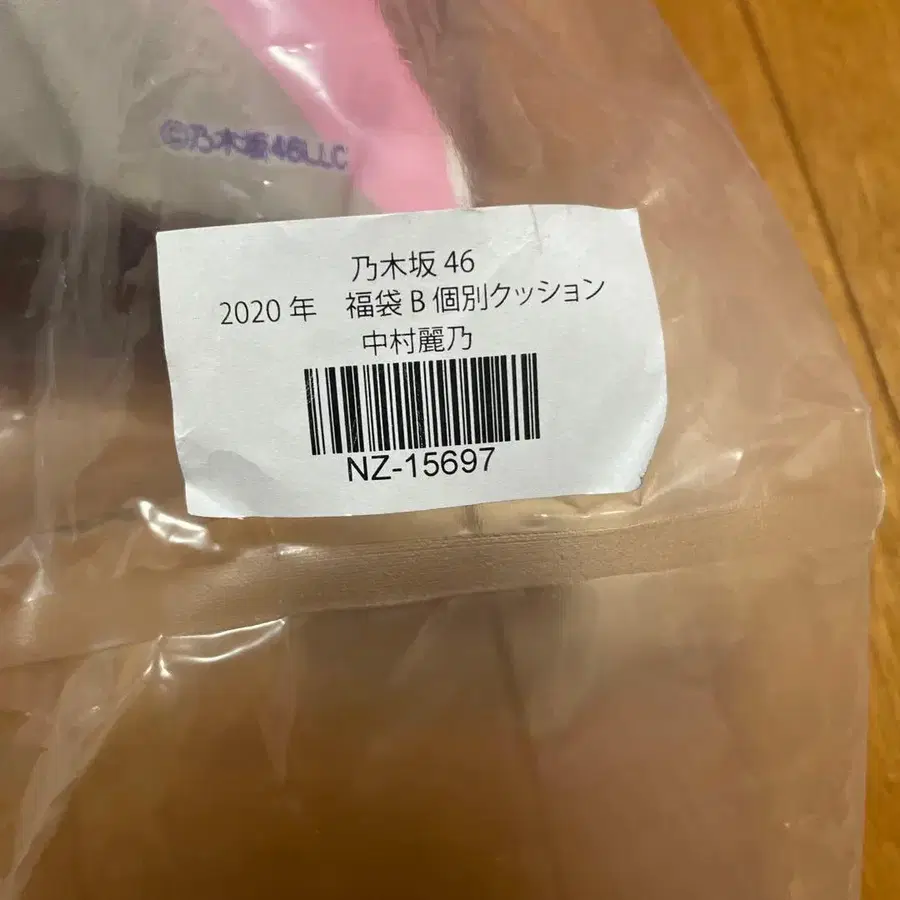 ©乃木坂46LLC
乃木坂 46
2020 年　福袋 B 個別クッション
中村麗乃
NZ-15697